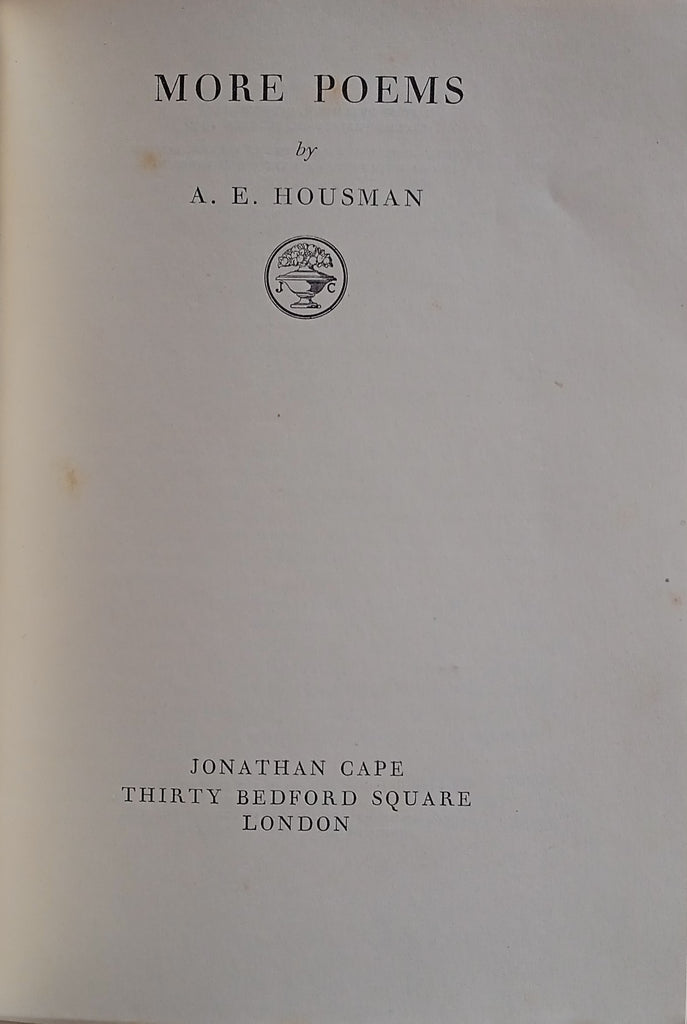 MORE POEMS
by
A. E. HOUSMAN
J C
JONATHAN CAPE
THIRTY BEDFORD SQUARE
LONDON